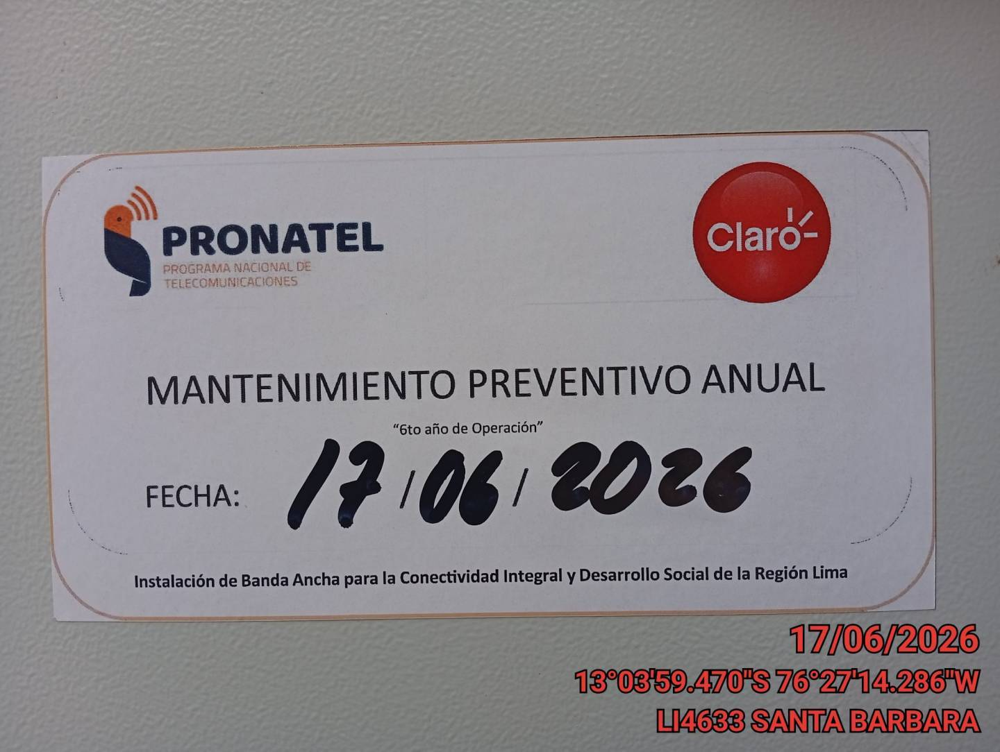 PRONATEL
PROGRAMA NACIONAL DE
TELECOMUNICACIONES
Claro
MANTENIMIENTO PREVENTIVO ANUAL
“6to año de Operación”
FECHA: 17/06/2026
Instalación de Banda Ancha para la Conectividad Integral y Desarrollo Social de la Región Lima
17/06/2026
13°03'59.470"S 76°27'14.286"W
LI4633 SANTA BARBARA